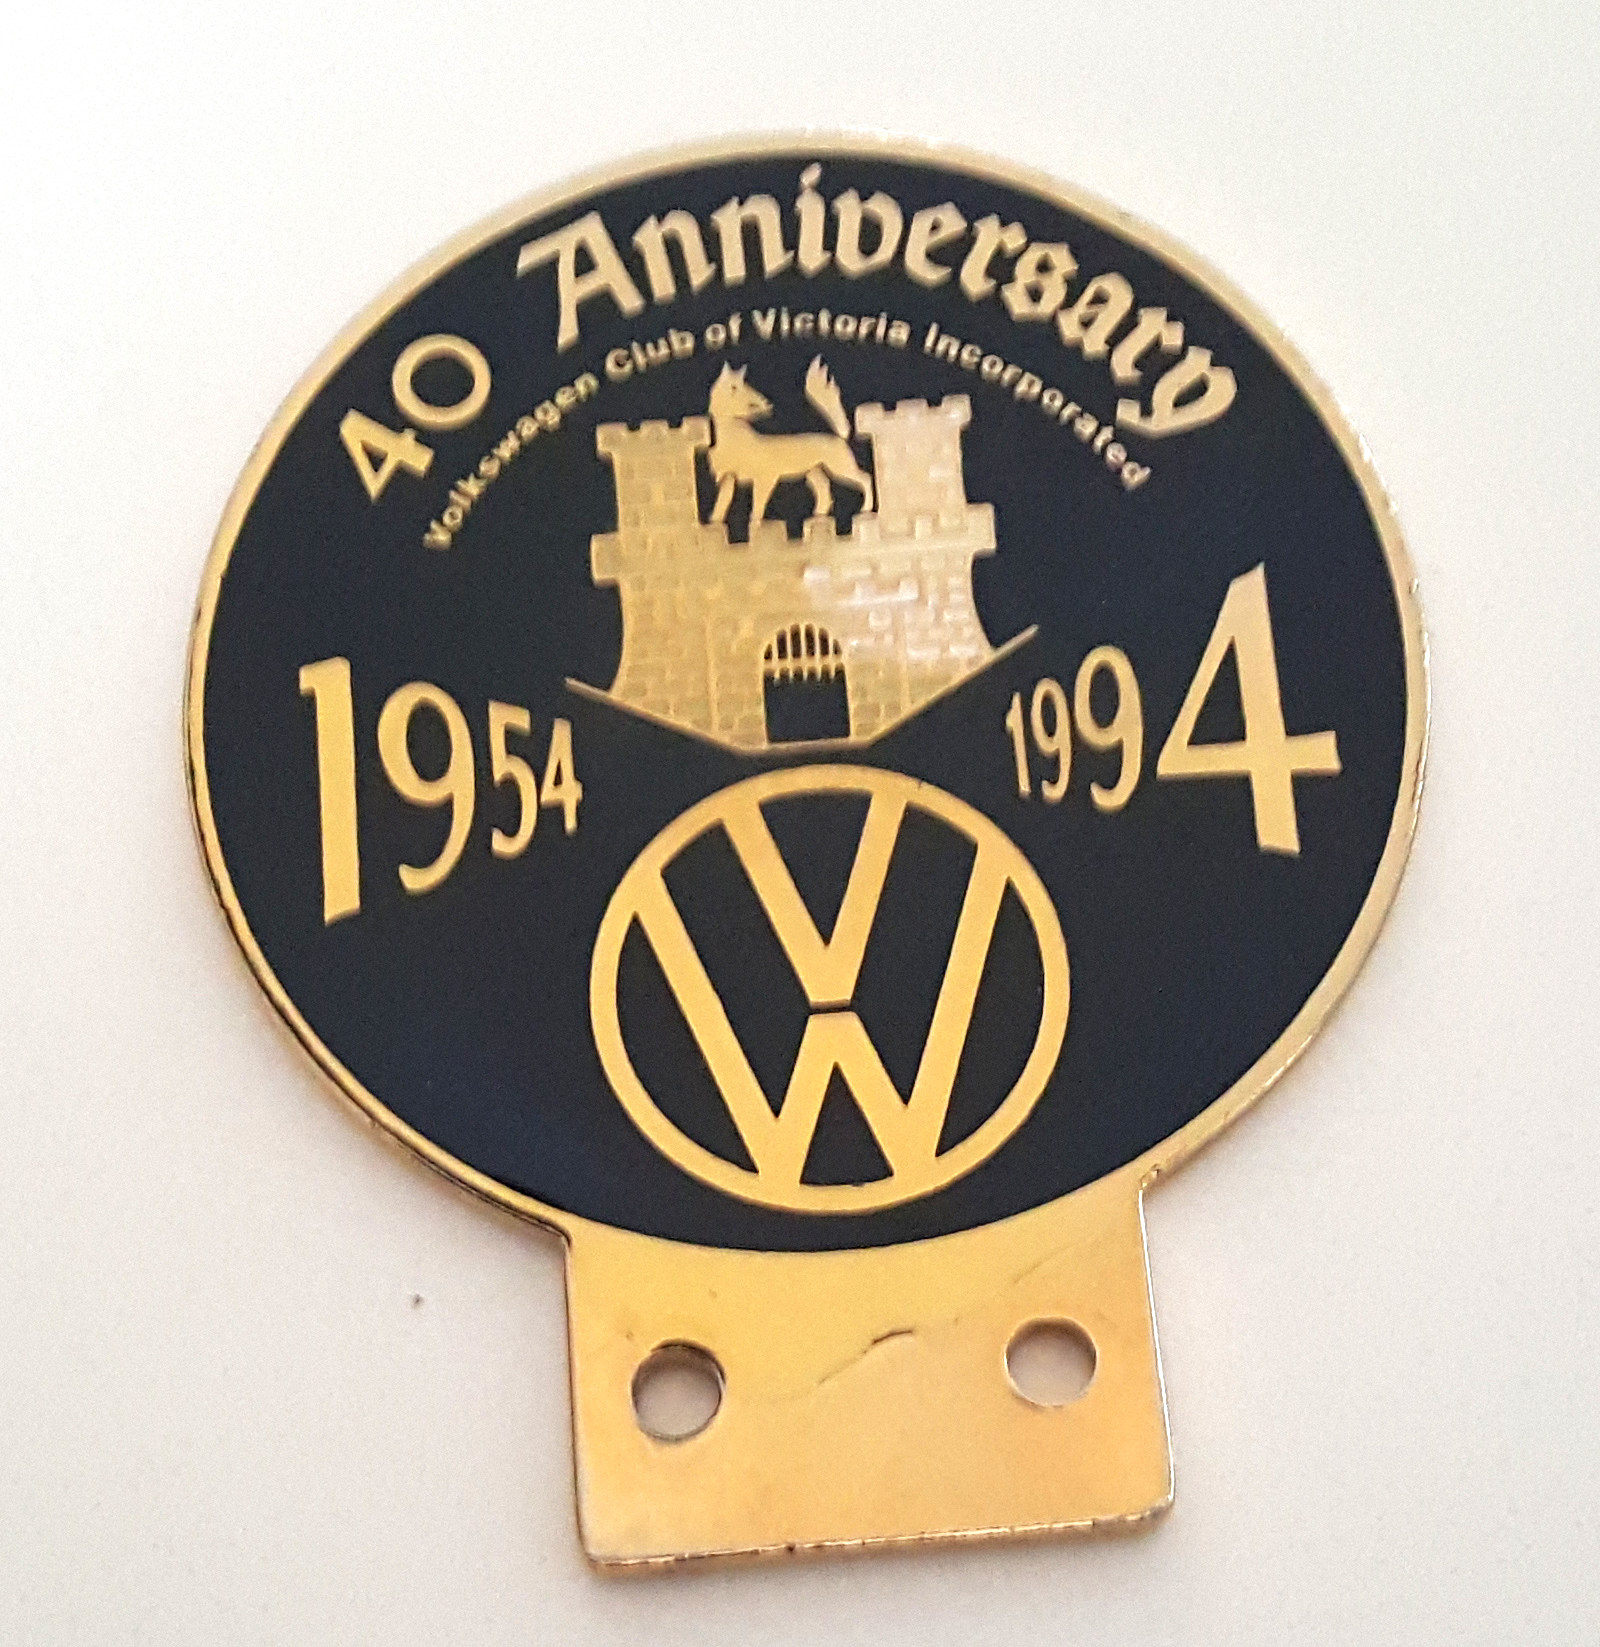 40 Anniversary
Volkswagen Club of Victoria Incorporated
1954
1994
VW